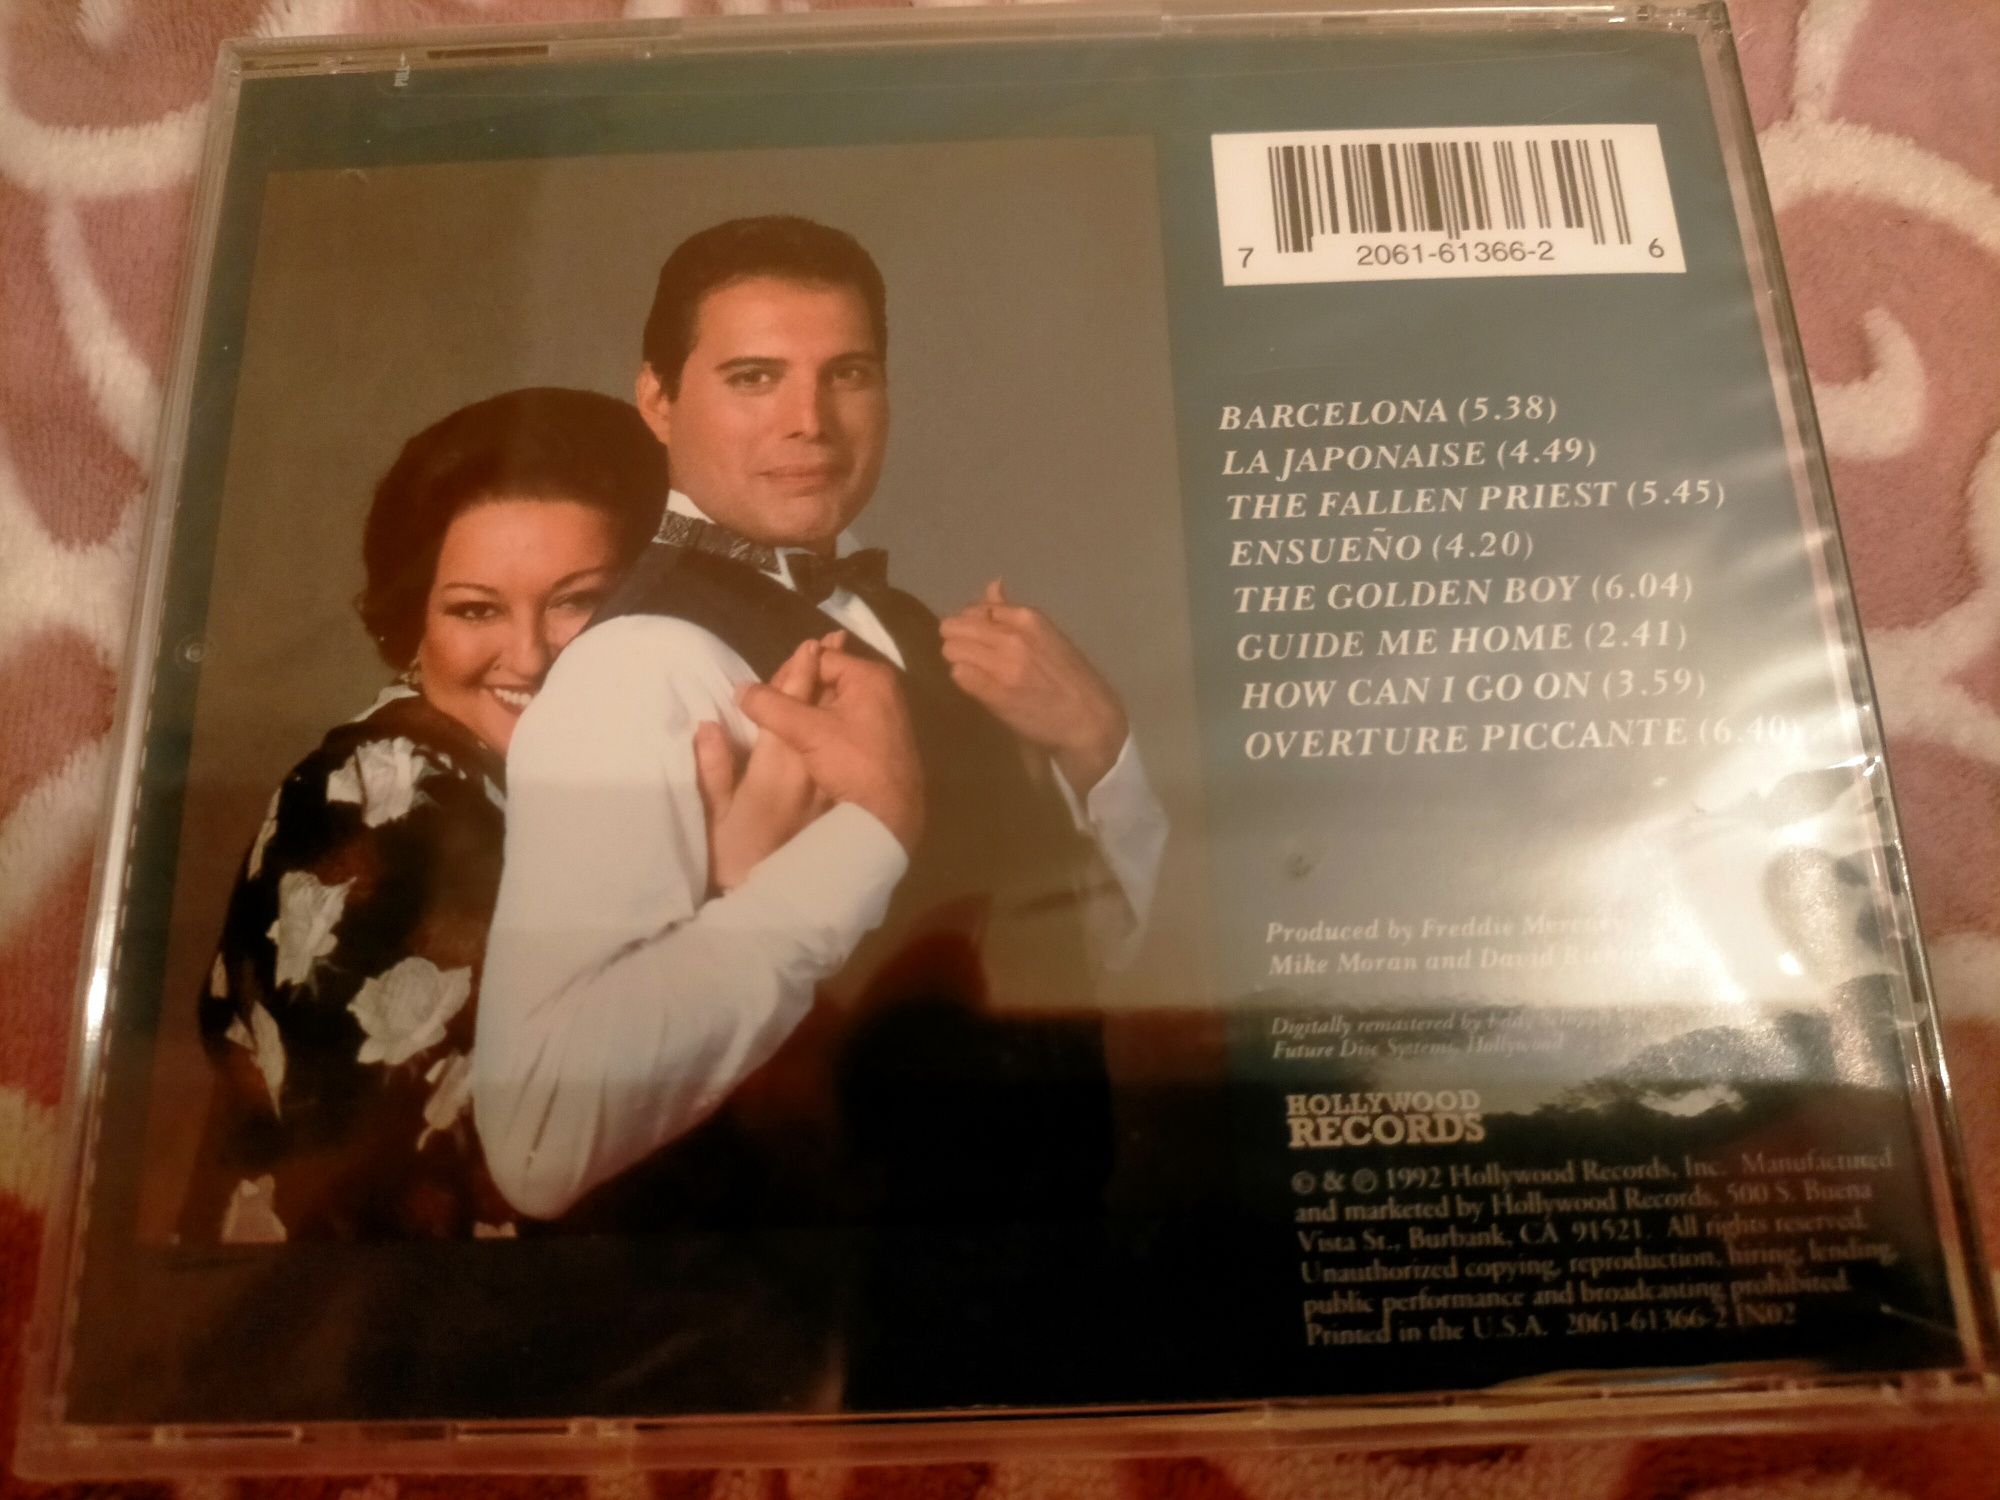 PULL
7 2061-61366-2 6
BARCELONA (5.38)
LA JAPONAISE (4.49)
THE FALLEN PRIEST (5.45)
ENSUEÑO (4.20)
THE GOLDEN BOY (6.04)
GUIDE ME HOME (2.41)
HOW CAN I GO ON (3.59)
OVERTURE PICCANTE (6.40)
Produced by Freddie Mercury,
Mike Moran and David
Digitally remastered by
Future Disc Systems, Hollywood
HOLLYWOOD
RECORDS
© & ℗ 1992 Hollywood Records, Inc. Manufactured
and marketed by Hollywood Records, 500 S. Buena
Vista St., Burbank, CA 91521. All rights reserved.
Unauthorized copying, reproduction, hiring, lending,
public performance and broadcasting prohibited.
Printed in the U.S.A. 2061-61366-2 IN02